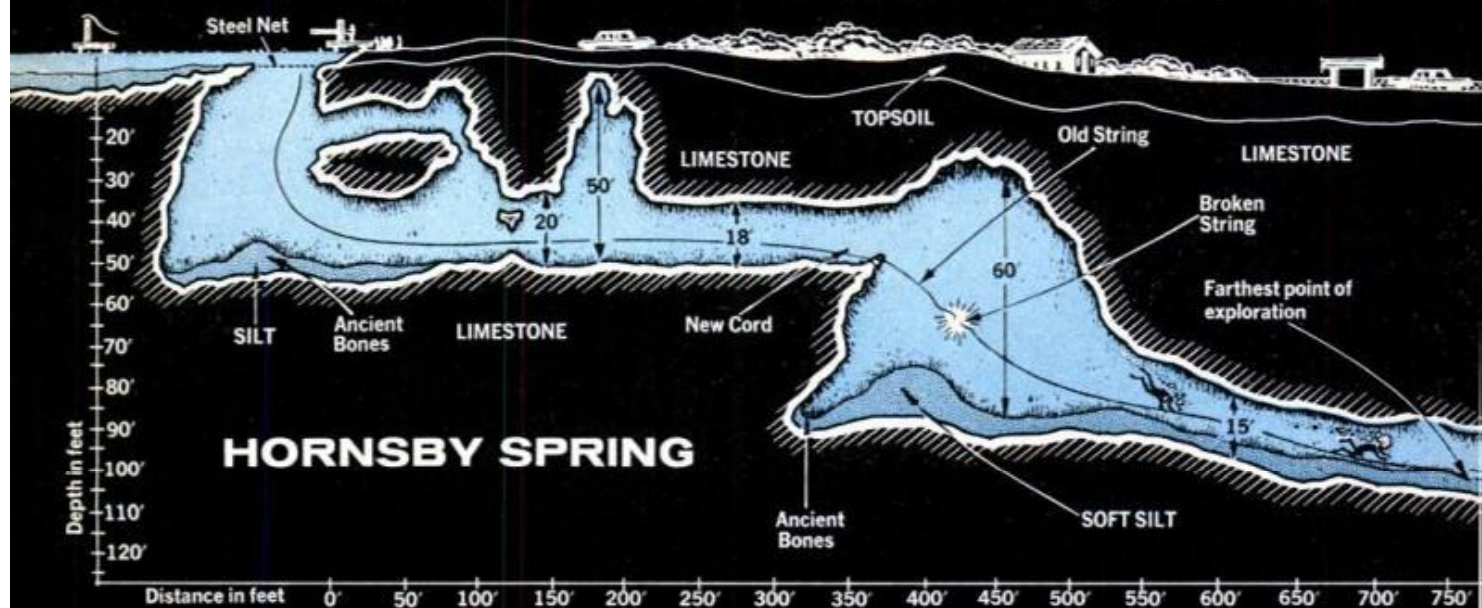 Steel Net
TOPSOIL
Old String
LIMESTONE
LIMESTONE
Broken
String
20'
30'
40'
50'
60'
70'
80'
90'
100'
110'
120'
Depth in feet
50'
20'
18'
60'
15'
SILT
Ancient
Bones
LIMESTONE
New Cord
Farthest point of
exploration
HORNSBY SPRING
Ancient
Bones
SOFT SILT
Distance in feet 0' 50' 100' 150' 200' 250' 300' 350' 400' 450' 500' 550' 600' 650' 700' 750'